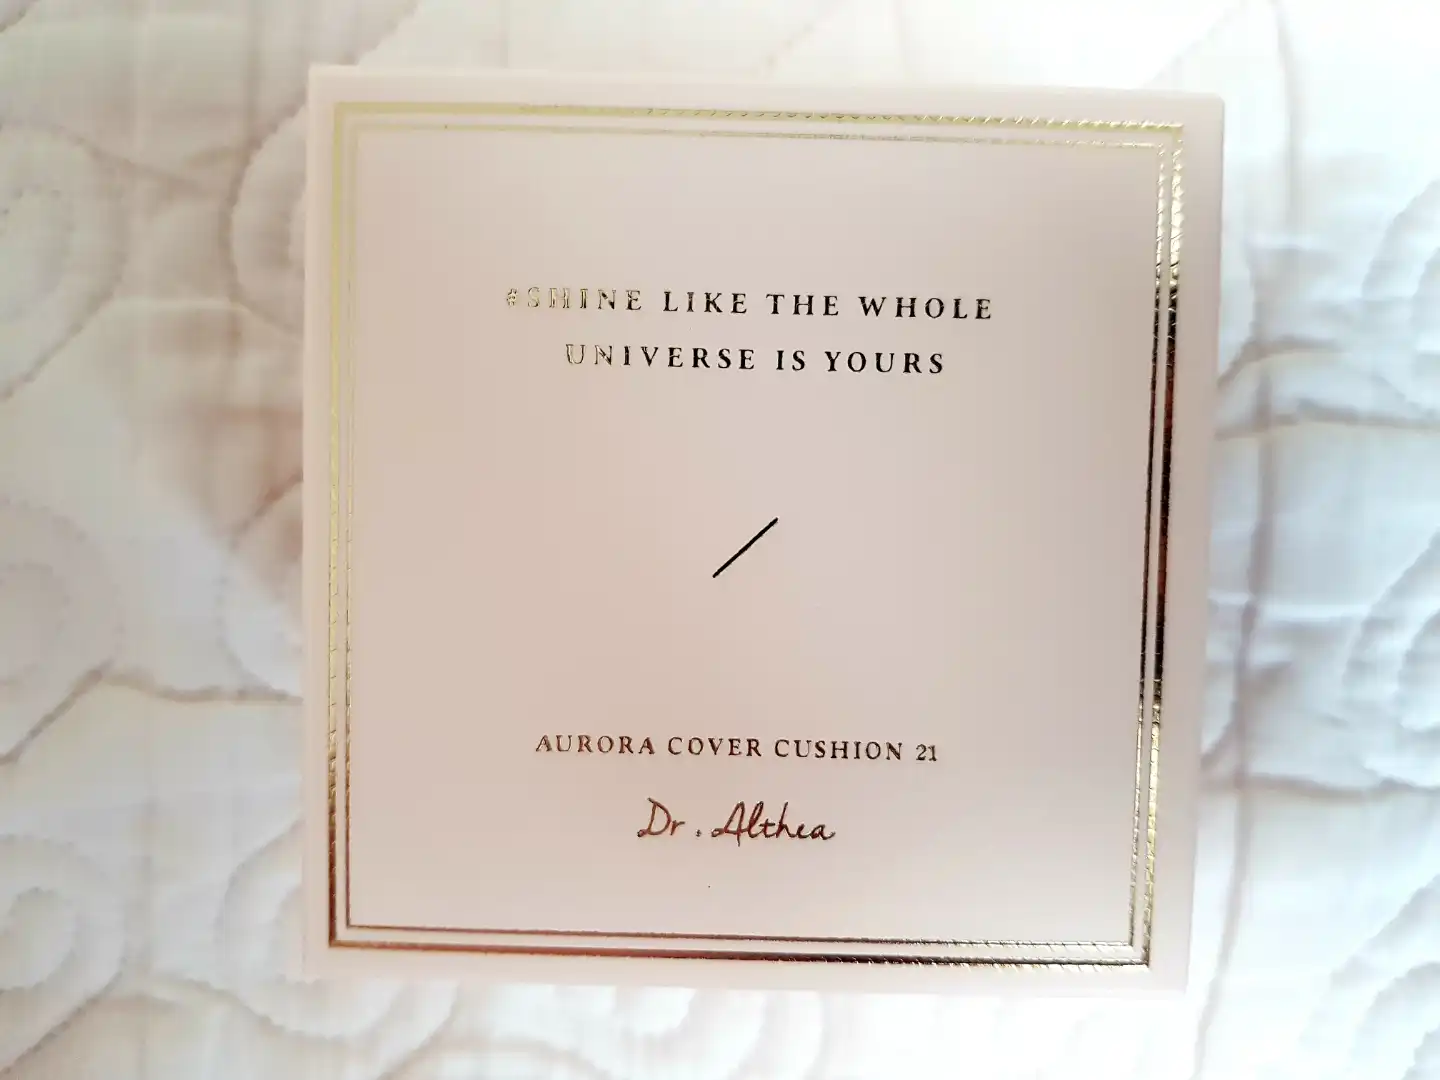 #SHINE LIKE THE WHOLE
UNIVERSE IS YOURS
/
AURORA COVER CUSHION 21
Dr. Althea